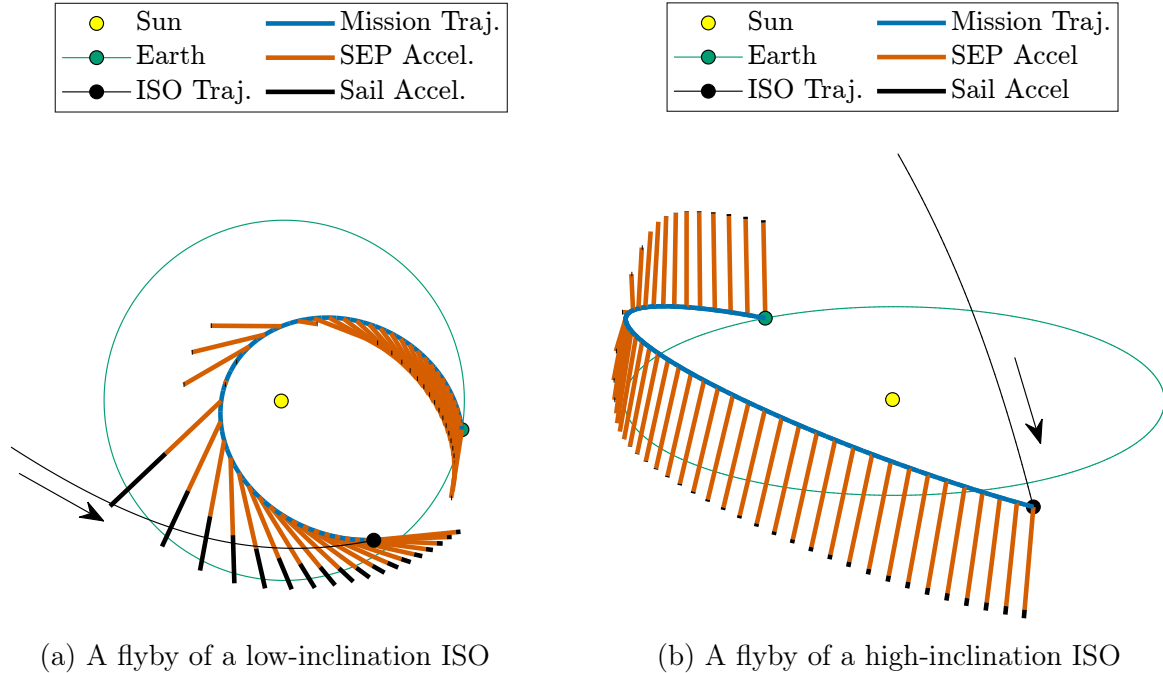 Sun
Mission Traj.
Earth
SEP Accel.
ISO Traj.
Sail Accel.
Sun
Mission Traj.
Earth
SEP Accel.
ISO Traj.
Sail Accel
(a) A flyby of a low-inclination ISO
(b) A flyby of a high-inclination ISO